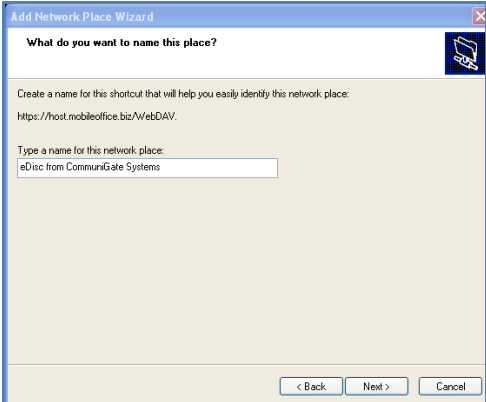 Add Network Place Wizard
What do you want to name this place?
Create a name for this shortcut that will help you easily identify this network place:
https://host.mobileoffice.biz/WebDAV.
Type a name for this network place:
eDisc from CommuniGate Systems
< Back Next > Cancel